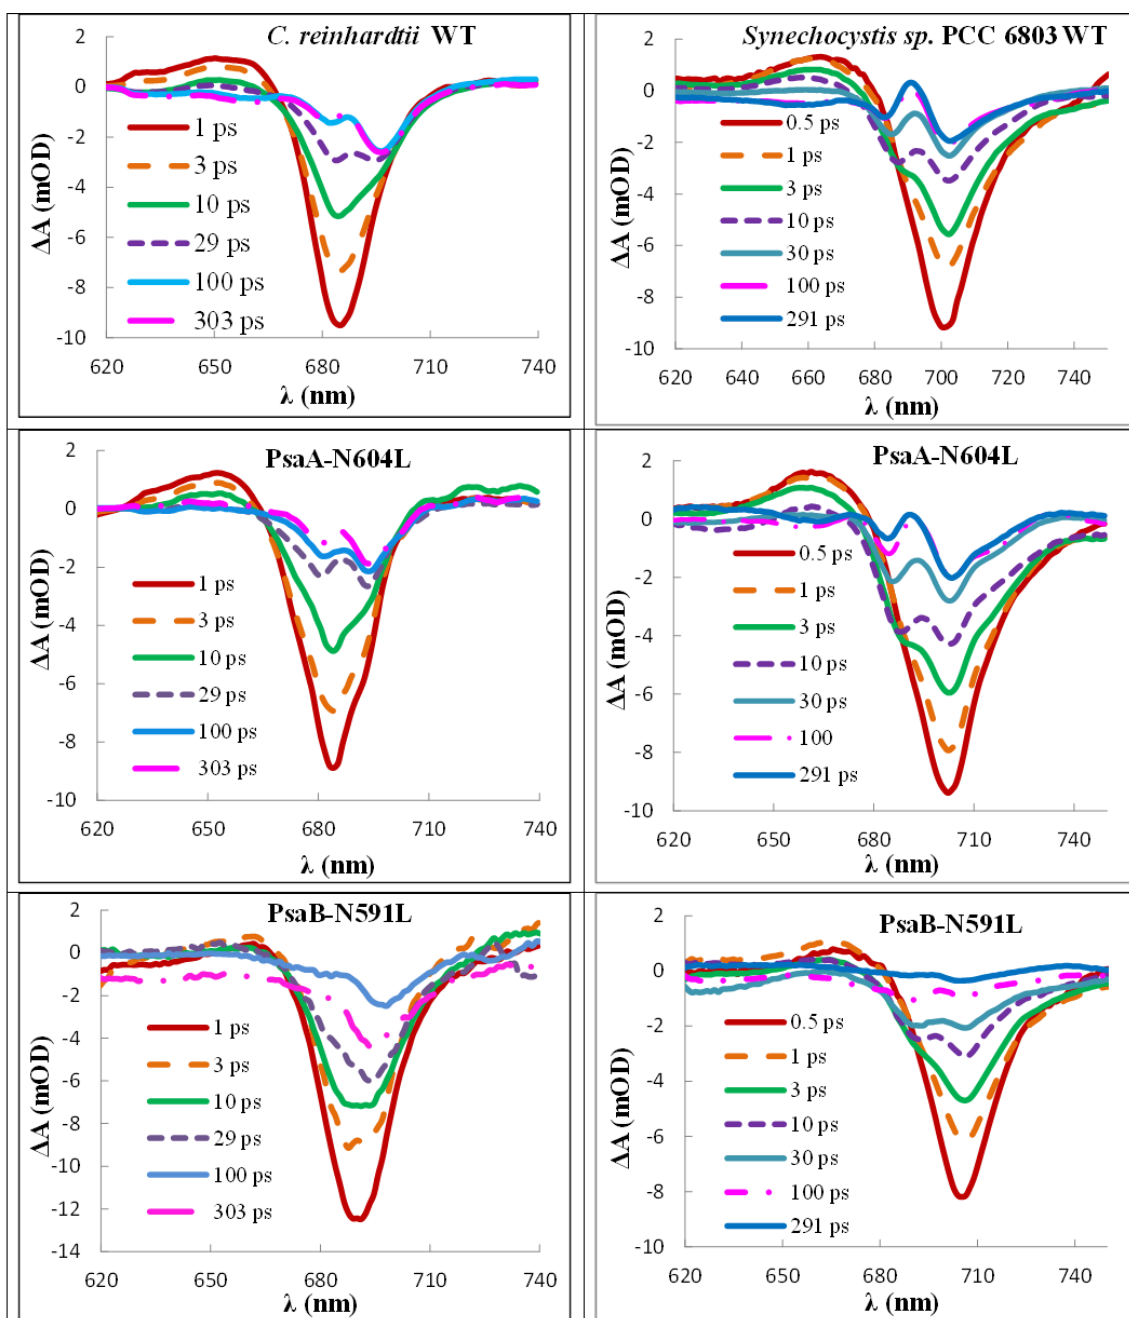 C. reinhardtii WT
2
0
-2
-4
-6
-8
-10
ΔA (mOD)
1 ps
3 ps
10 ps
29 ps
100 ps
303 ps
620 650 680 710 740
λ (nm)
Synechocystis sp. PCC 6803 WT
2
0
-2
-4
-6
-8
-10
ΔA (mOD)
0.5 ps
1 ps
3 ps
10 ps
30 ps
100 ps
291 ps
620 640 660 680 700 720 740
λ (nm)
PsaA-N604L
2
0
-2
-4
-6
-8
-10
ΔA (mOD)
1 ps
3 ps
10 ps
29 ps
100 ps
303 ps
620 650 680 710 740
λ (nm)
PsaA-N604L
2
0
-2
-4
-6
-8
-10
ΔA (mOD)
0.5 ps
1 ps
3 ps
10 ps
30 ps
100
291 ps
620 640 660 680 700 720 740
λ (nm)
PsaB-N591L
2
0
-2
-4
-6
-8
-10
-12
-14
ΔA (mOD)
1 ps
3 ps
10 ps
29 ps
100 ps
303 ps
620 650 680 710 740
λ (nm)
PsaB-N591L
2
0
-2
-4
-6
-8
-10
ΔA (mOD)
0.5 ps
1 ps
3 ps
10 ps
30 ps
100 ps
291 ps
620 640 660 680 700 720 740
λ (nm)